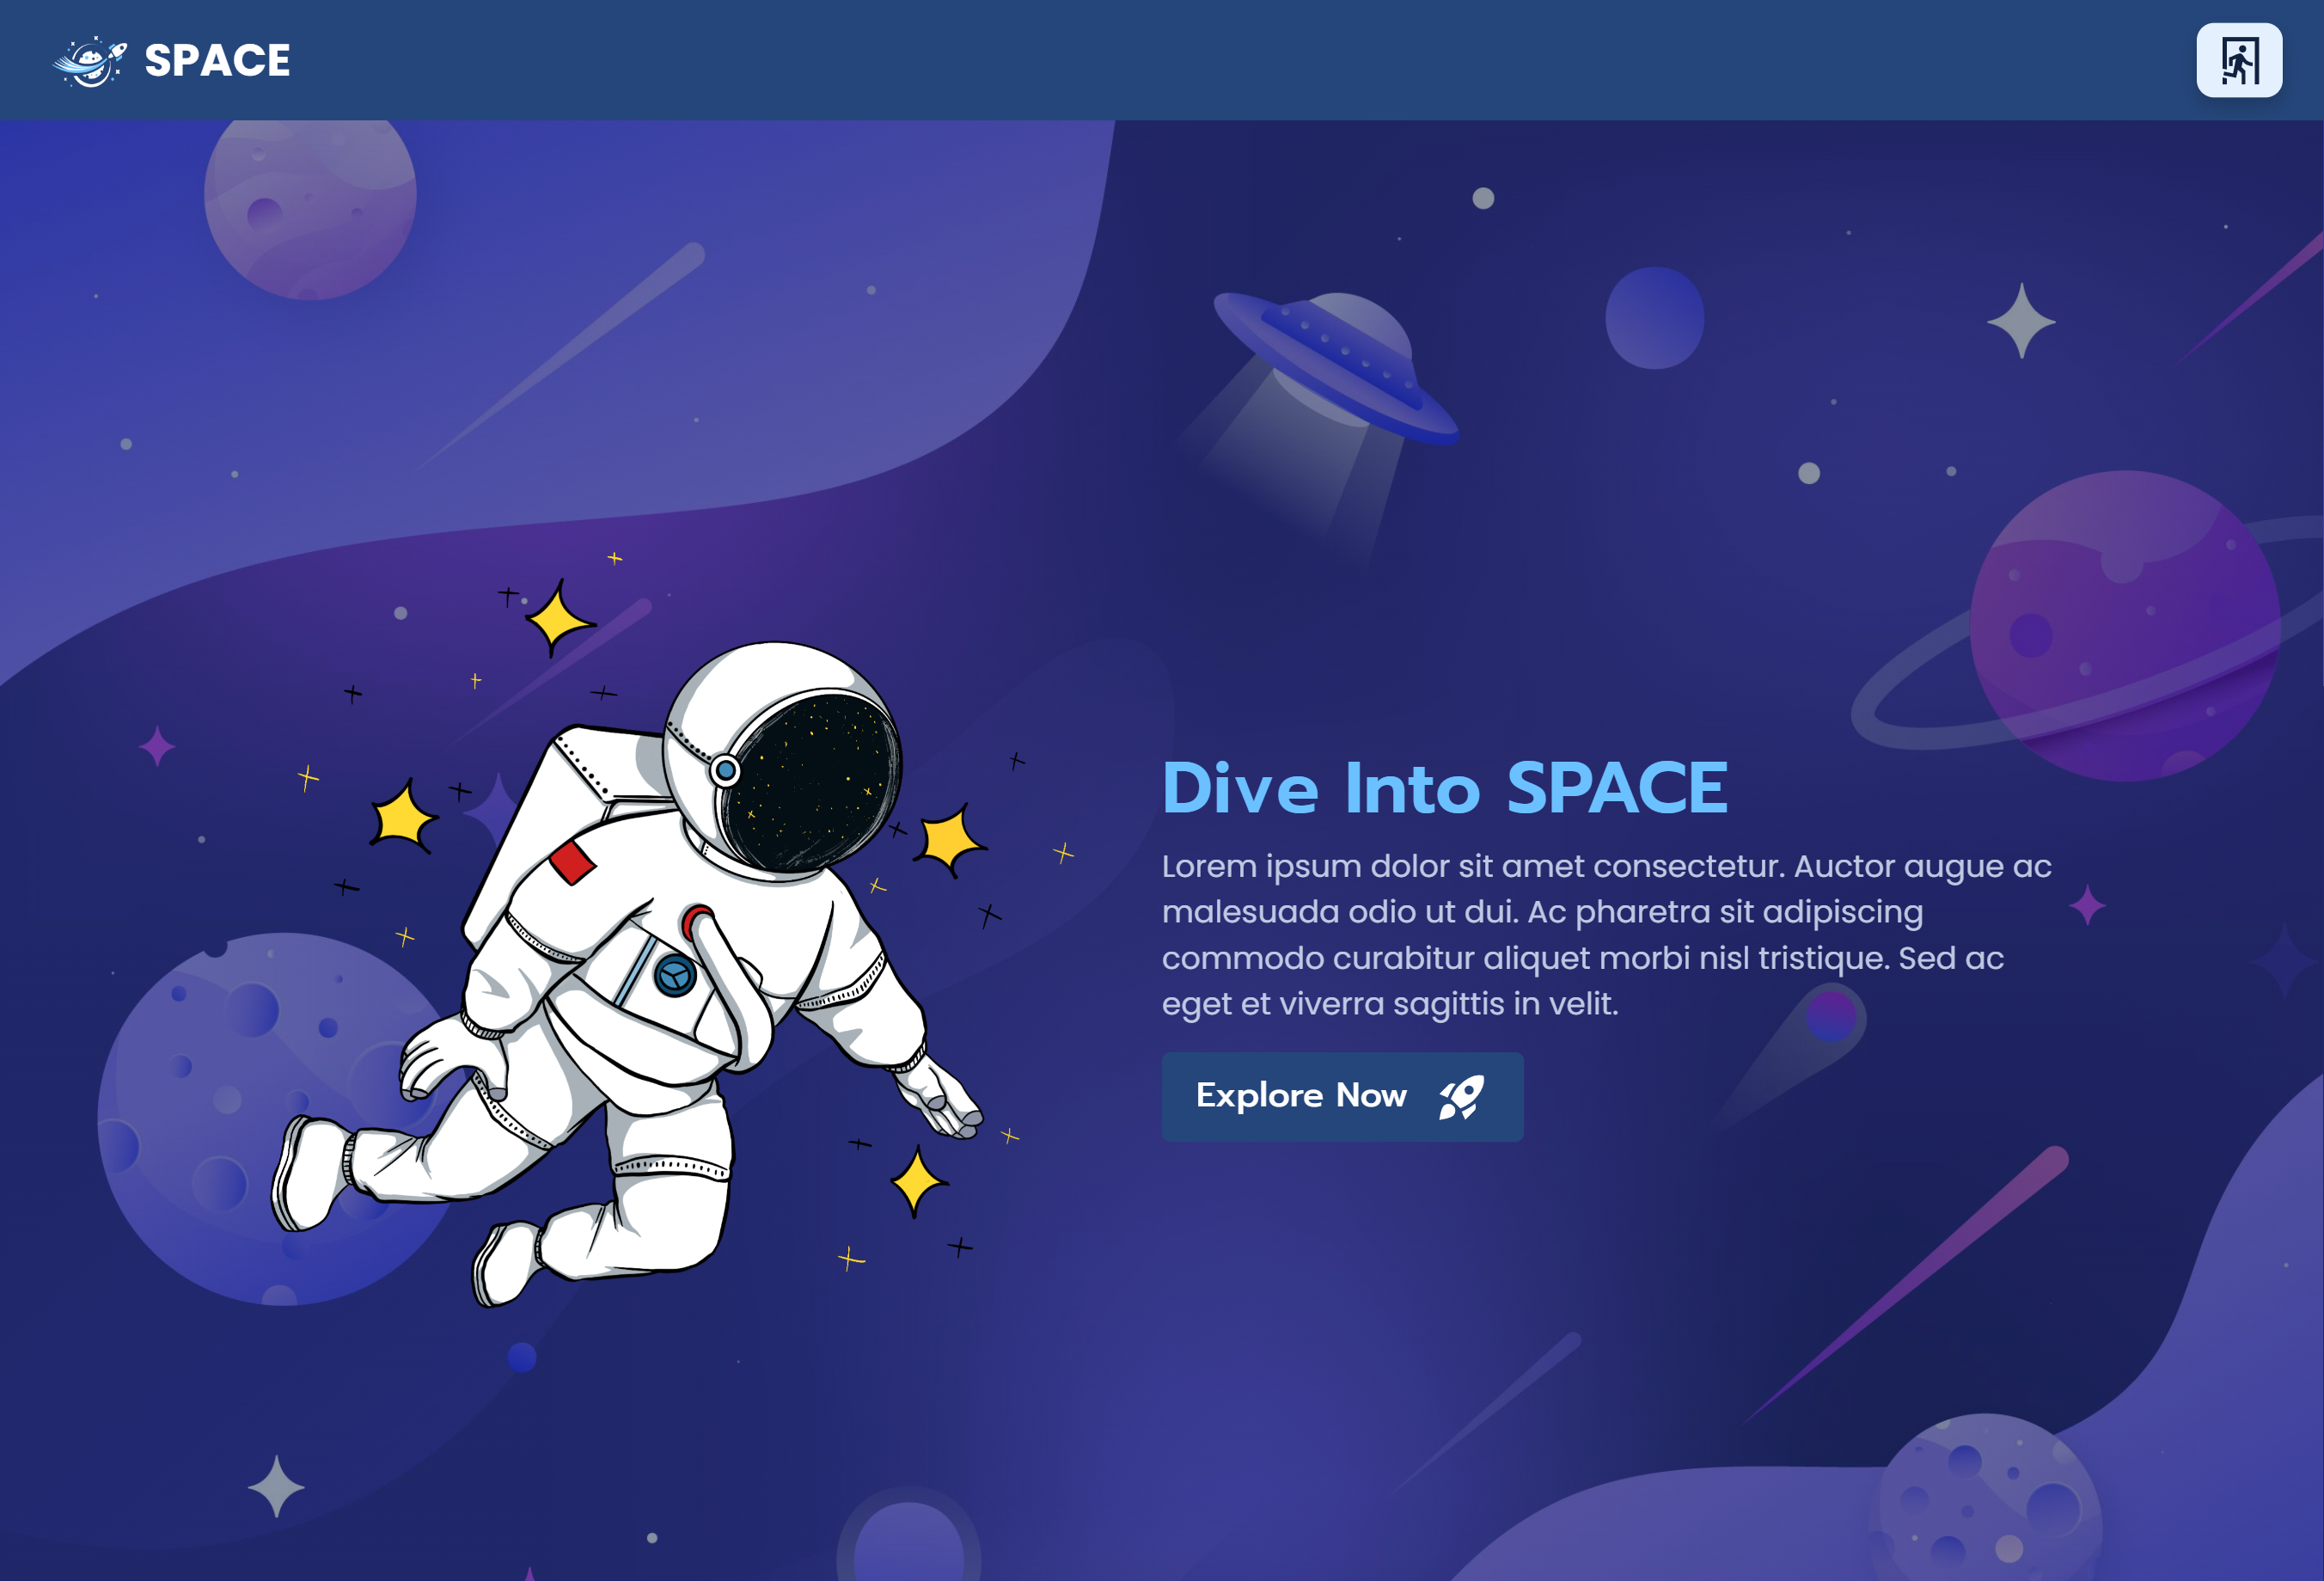 SPACE
Dive Into SPACE
Lorem ipsum dolor sit amet consectetur. Auctor augue ac
malesuada odio ut dui. Ac pharetra sit adipiscing
commodo curabitur aliquet morbi nisl tristique. Sed ac
eget et viverra sagittis in velit.
Explore Now